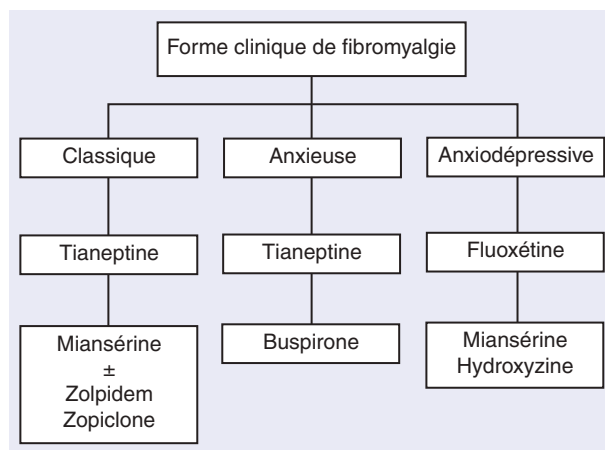 Forme clinique de fibromyalgie
Classique
Anxieuse
Anxiodépressive
Tianeptine
Tianeptine
Fluoxétine
Miansérine
±
Zolpidem
Zopiclone
Buspirone
Miansérine
Hydroxyzine